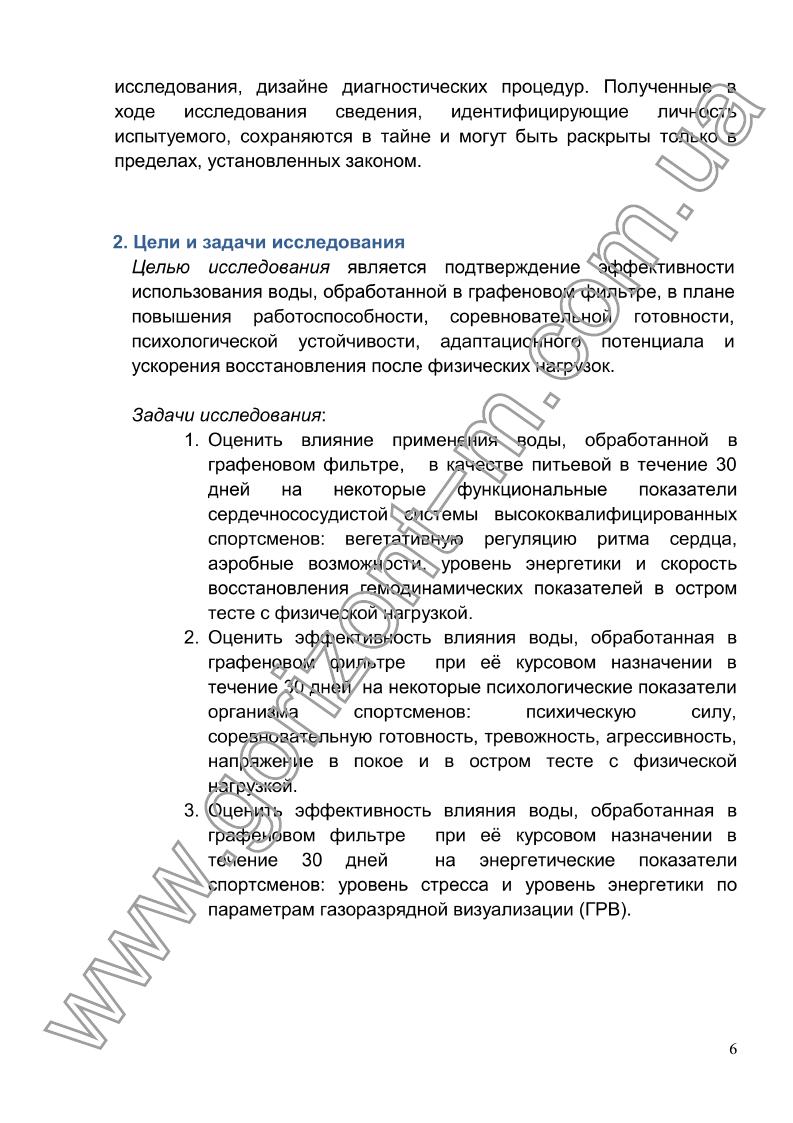 исследования, дизайне диагностических процедур. Полученные в
ходе исследования сведения, идентифицирующие личность
испытуемого, сохраняются в тайне и могут быть раскрыты только в
пределах, установленных законом.
2. Цели и задачи исследования
Целью исследования является подтверждение эффективности
использования воды, обработанной в графеновом фильтре, в плане
повышения работоспособности, соревновательной готовности,
психологической устойчивости, адаптационного потенциала и
ускорения восстановления после физических нагрузок.
Задачи исследования:
1. Оценить влияние применения воды, обработанной в
графеновом фильтре, в качестве питьевой в течение 30
дней на некоторые функциональные показатели
сердечнососудистой системы высококвалифицированных
спортсменов: вегетативную регуляцию ритма сердца,
аэробные возможности, уровень энергетики и скорость
восстановления гемодинамических показателей в остром
тесте с физической нагрузкой.
2. Оценить эффективность влияния воды, обработанная в
графеновом фильтре при её курсовом назначении в
течение 30 дней на некоторые психологические показатели
организма спортсменов: психическую силу,
соревновательную готовность, тревожность, агрессивность,
напряжение в покое и в остром тесте с физической
нагрузкой.
3. Оценить эффективность влияния воды, обработанная в
графеновом фильтре при её курсовом назначении в
течение 30 дней на энергетические показатели
спортсменов: уровень стресса и уровень энергетики по
параметрам газоразрядной визуализации (ГРВ).
6
www.gorizont-m.com.ua